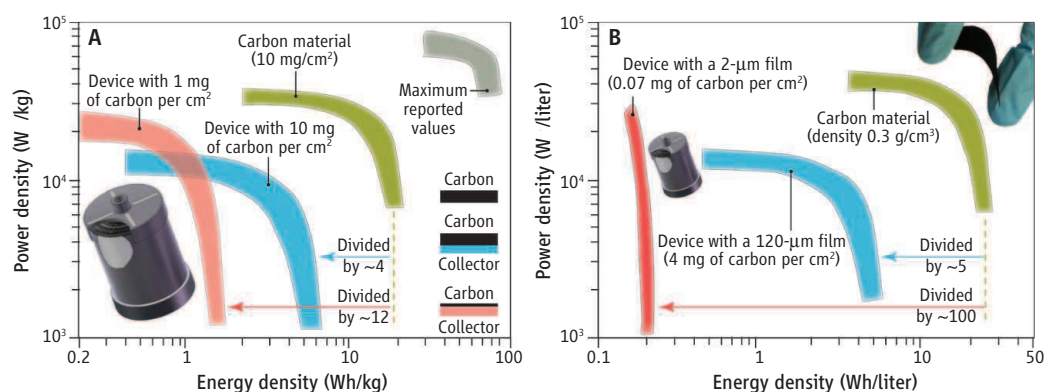 A
10⁵
10⁴
10³
Power density (W /kg)
0.2
1
10
100
Energy density (Wh/kg)
Device with 1 mg
of carbon per cm²
Carbon material
(10 mg/cm²)
Device with 10 mg
of carbon per cm²
Maximum
reported
values
Carbon
Carbon
Collector
Carbon
Collector
Divided
by ~4
Divided
by ~12
B
10⁵
10⁴
10³
Power density (W /liter)
0.1
1
10
50
Energy density (Wh/liter)
Device with a 2-μm film
(0.07 mg of carbon per cm²)
Carbon material
(density 0.3 g/cm³)
Device with a 120-μm film
(4 mg of carbon per cm²)
Divided
by ~5
Divided
by ~100